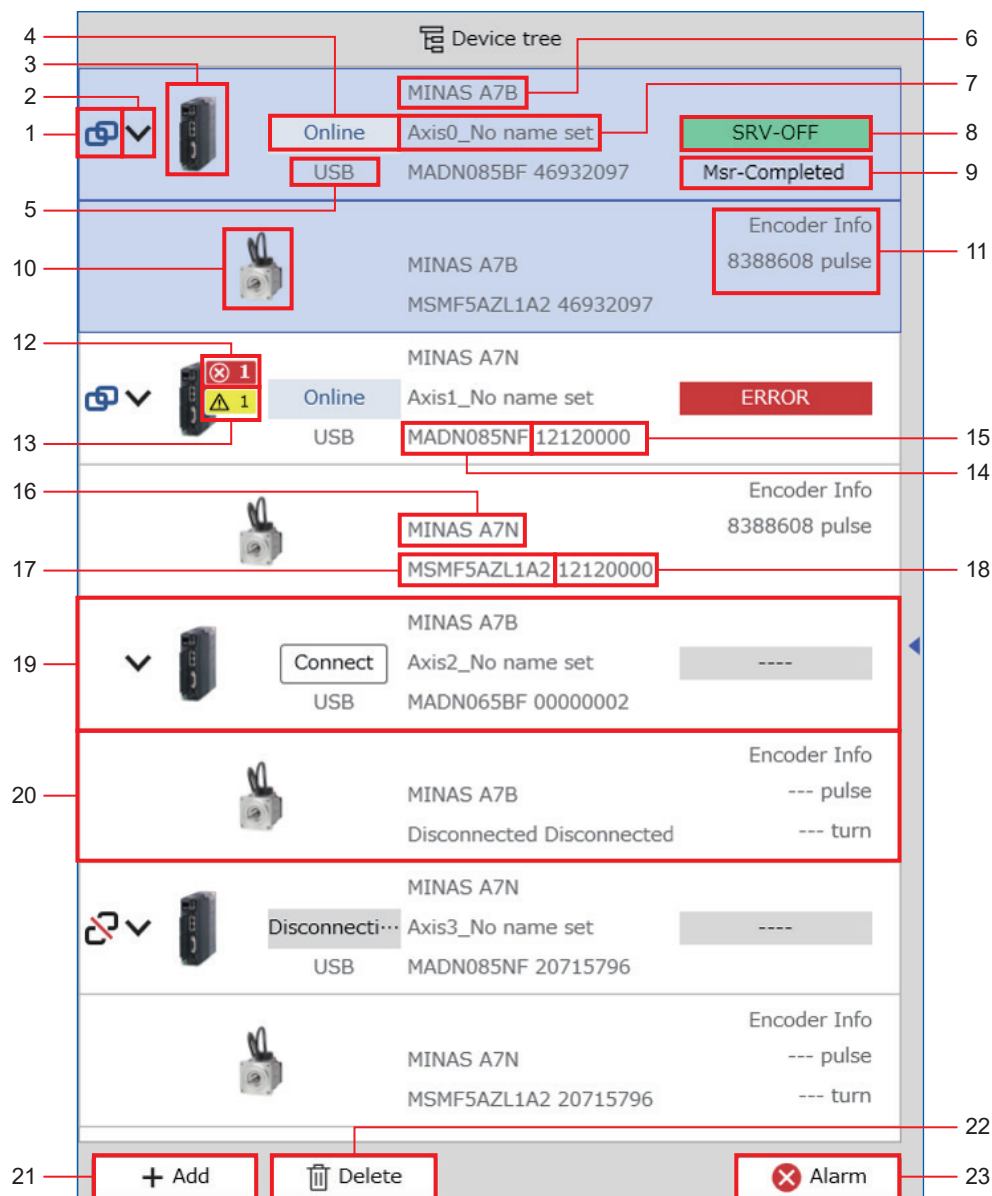 Device tree
4
6
3
7
2
MINAS A7B
1
Online
Axis0_No name set
SRV-OFF
8
USB
MADN085BF 46932097
Msr-Completed
9
5
Encoder Info
10
MINAS A7B
8388608 pulse
11
MSMF5AZL1A2 46932097
12
MINAS A7N
1
Online
Axis1_No name set
ERROR
1
13
USB
MADN085NF 12120000
15
14
16
Encoder Info
MINAS A7N
8388608 pulse
17
MSMF5AZL1A2 12120000
18
MINAS A7B
19
Connect
Axis2_No name set
----
USB
MADN065BF 00000002
Encoder Info
20
MINAS A7B
--- pulse
Disconnected Disconnected
--- turn
MINAS A7N
Disconnecti···
Axis3_No name set
----
USB
MADN085NF 20715796
Encoder Info
MINAS A7N
--- pulse
MSMF5AZL1A2 20715796
--- turn
22
21
+ Add
Delete
Alarm
23